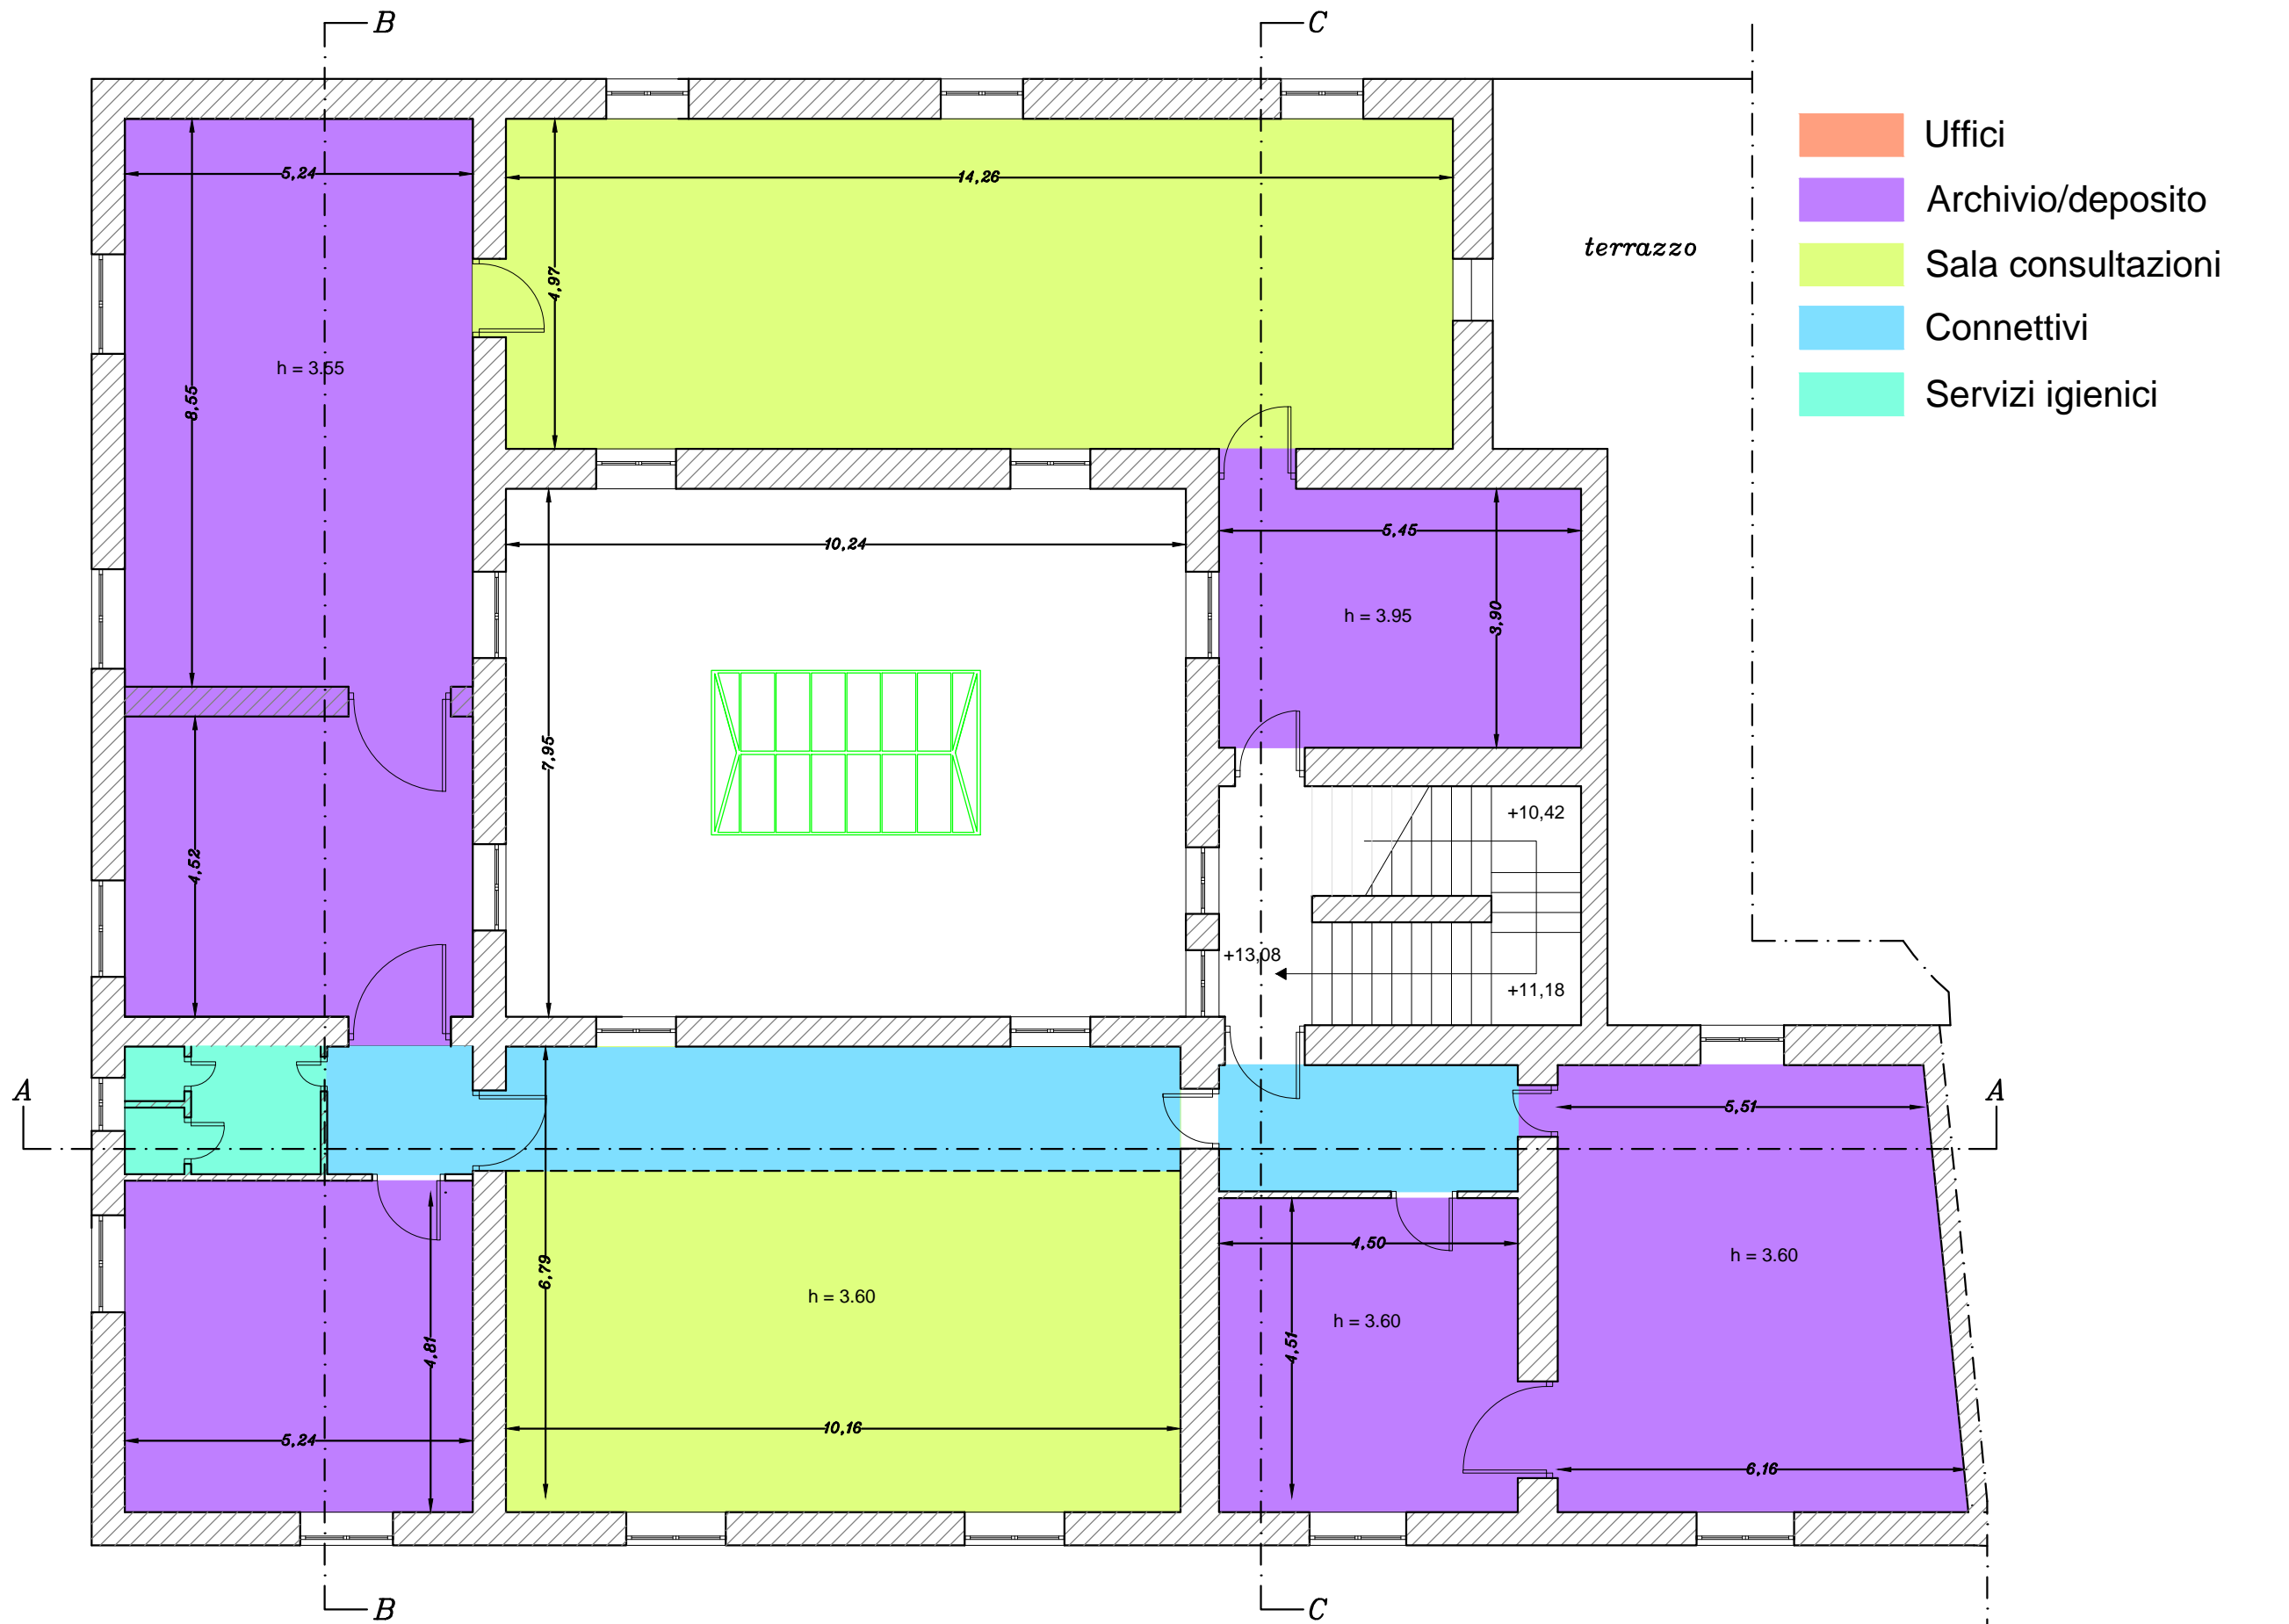 B
C
Uffici
Archivio/deposito
Sala consultazioni
Connettivi
Servizi igienici
terrazzo
5,24
14,26
4,97
h = 3.55
8,55
10,24
5,45
h = 3.95
3,90
7,95
4,52
+10,42
+13,08
+11,18
A
A
5,51
6,79
4,50
h = 3.60
h = 3.60
h = 3.60
4,81
4,51
5,24
10,16
6,16
B
C